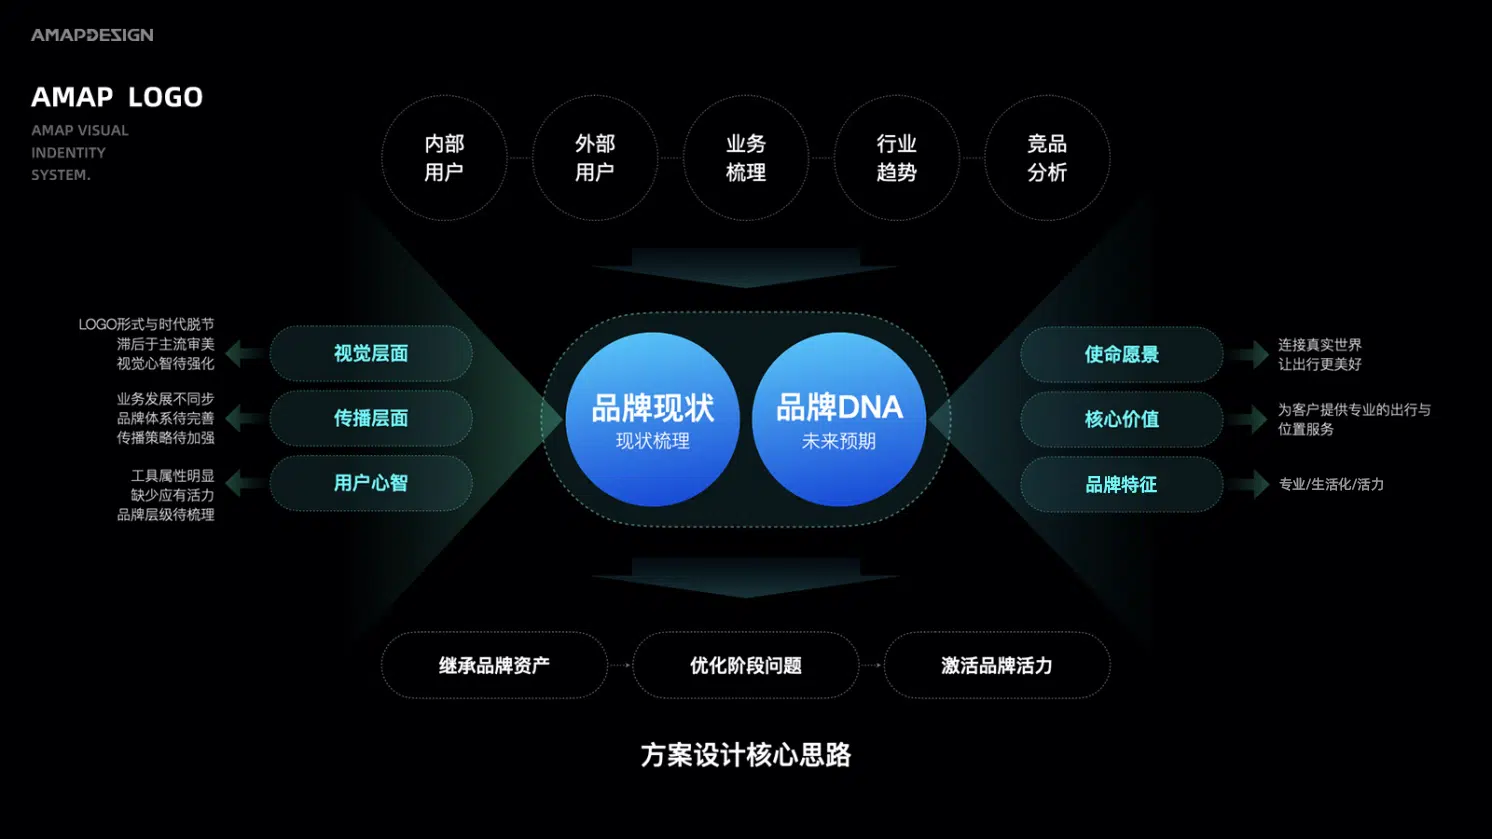 AMAPDESIGN
AMAP LOGO
AMAP VISUAL
INDENTITY
SYSTEM.
内部
用户
外部
用户
业务
梳理
行业
趋势
竞品
分析
LOGO形式与时代脱节
滞后于主流审美
视觉心智待强化
视觉层面
业务发展不同步
品牌体系待完善
传播策略待加强
传播层面
工具属性明显
缺少应有活力
品牌层级待梳理
用户心智
品牌现状
现状梳理
品牌DNA
未来预期
使命愿景
连接真实世界
让出行更美好
核心价值
为客户提供专业的出行与
位置服务
品牌特征
专业/生活化/活力
继承品牌资产
优化阶段问题
激活品牌活力
方案设计核心思路